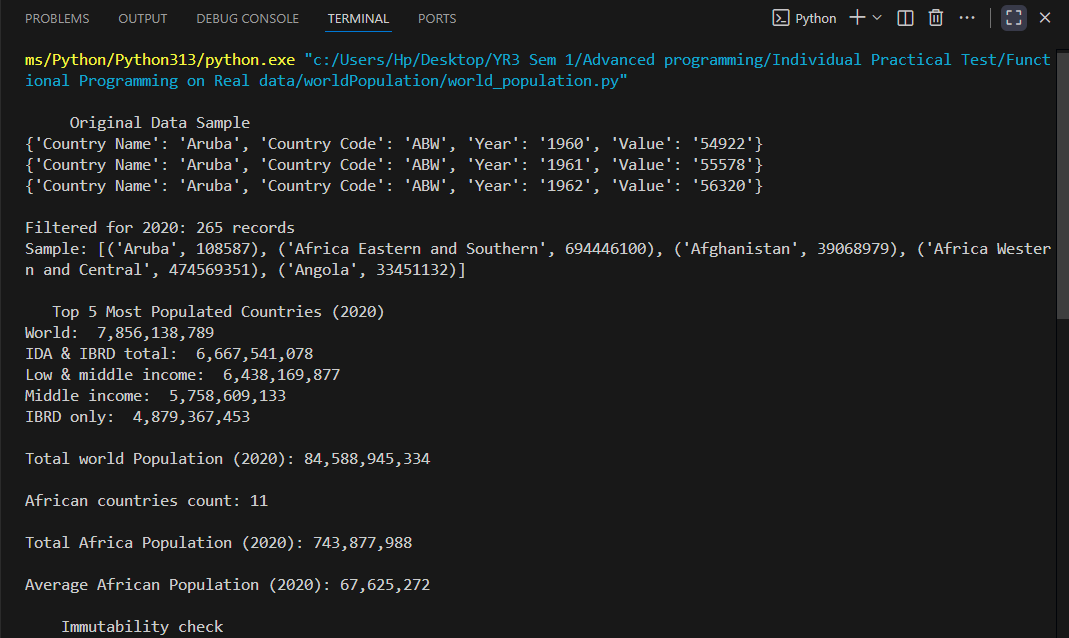 PROBLEMS OUTPUT DEBUG CONSOLE TERMINAL PORTS Python
ms/Python/Python313/python.exe "c:/Users/Hp/Desktop/YR3 Sem 1/Advanced programming/Individual Practical Test/Funct
ional Programming on Real data/worldPopulation/world_population.py"
Original Data Sample
{'Country Name': 'Aruba', 'Country Code': 'ABW', 'Year': '1960', 'Value': '54922'}
{'Country Name': 'Aruba', 'Country Code': 'ABW', 'Year': '1961', 'Value': '55578'}
{'Country Name': 'Aruba', 'Country Code': 'ABW', 'Year': '1962', 'Value': '56320'}
Filtered for 2020: 265 records
Sample: [('Aruba', 108587), ('Africa Eastern and Southern', 694446100), ('Afghanistan', 39068979), ('Africa Wester
n and Central', 474569351), ('Angola', 33451132)]
Top 5 Most Populated Countries (2020)
World:  7,856,138,789
IDA & IBRD total:  6,667,541,078
Low & middle income:  6,438,169,877
Middle income:  5,758,609,133
IBRD only:  4,879,367,453
Total world Population (2020): 84,588,945,334
African countries count: 11
Total Africa Population (2020): 743,877,988
Average African Population (2020): 67,625,272
Immutability check